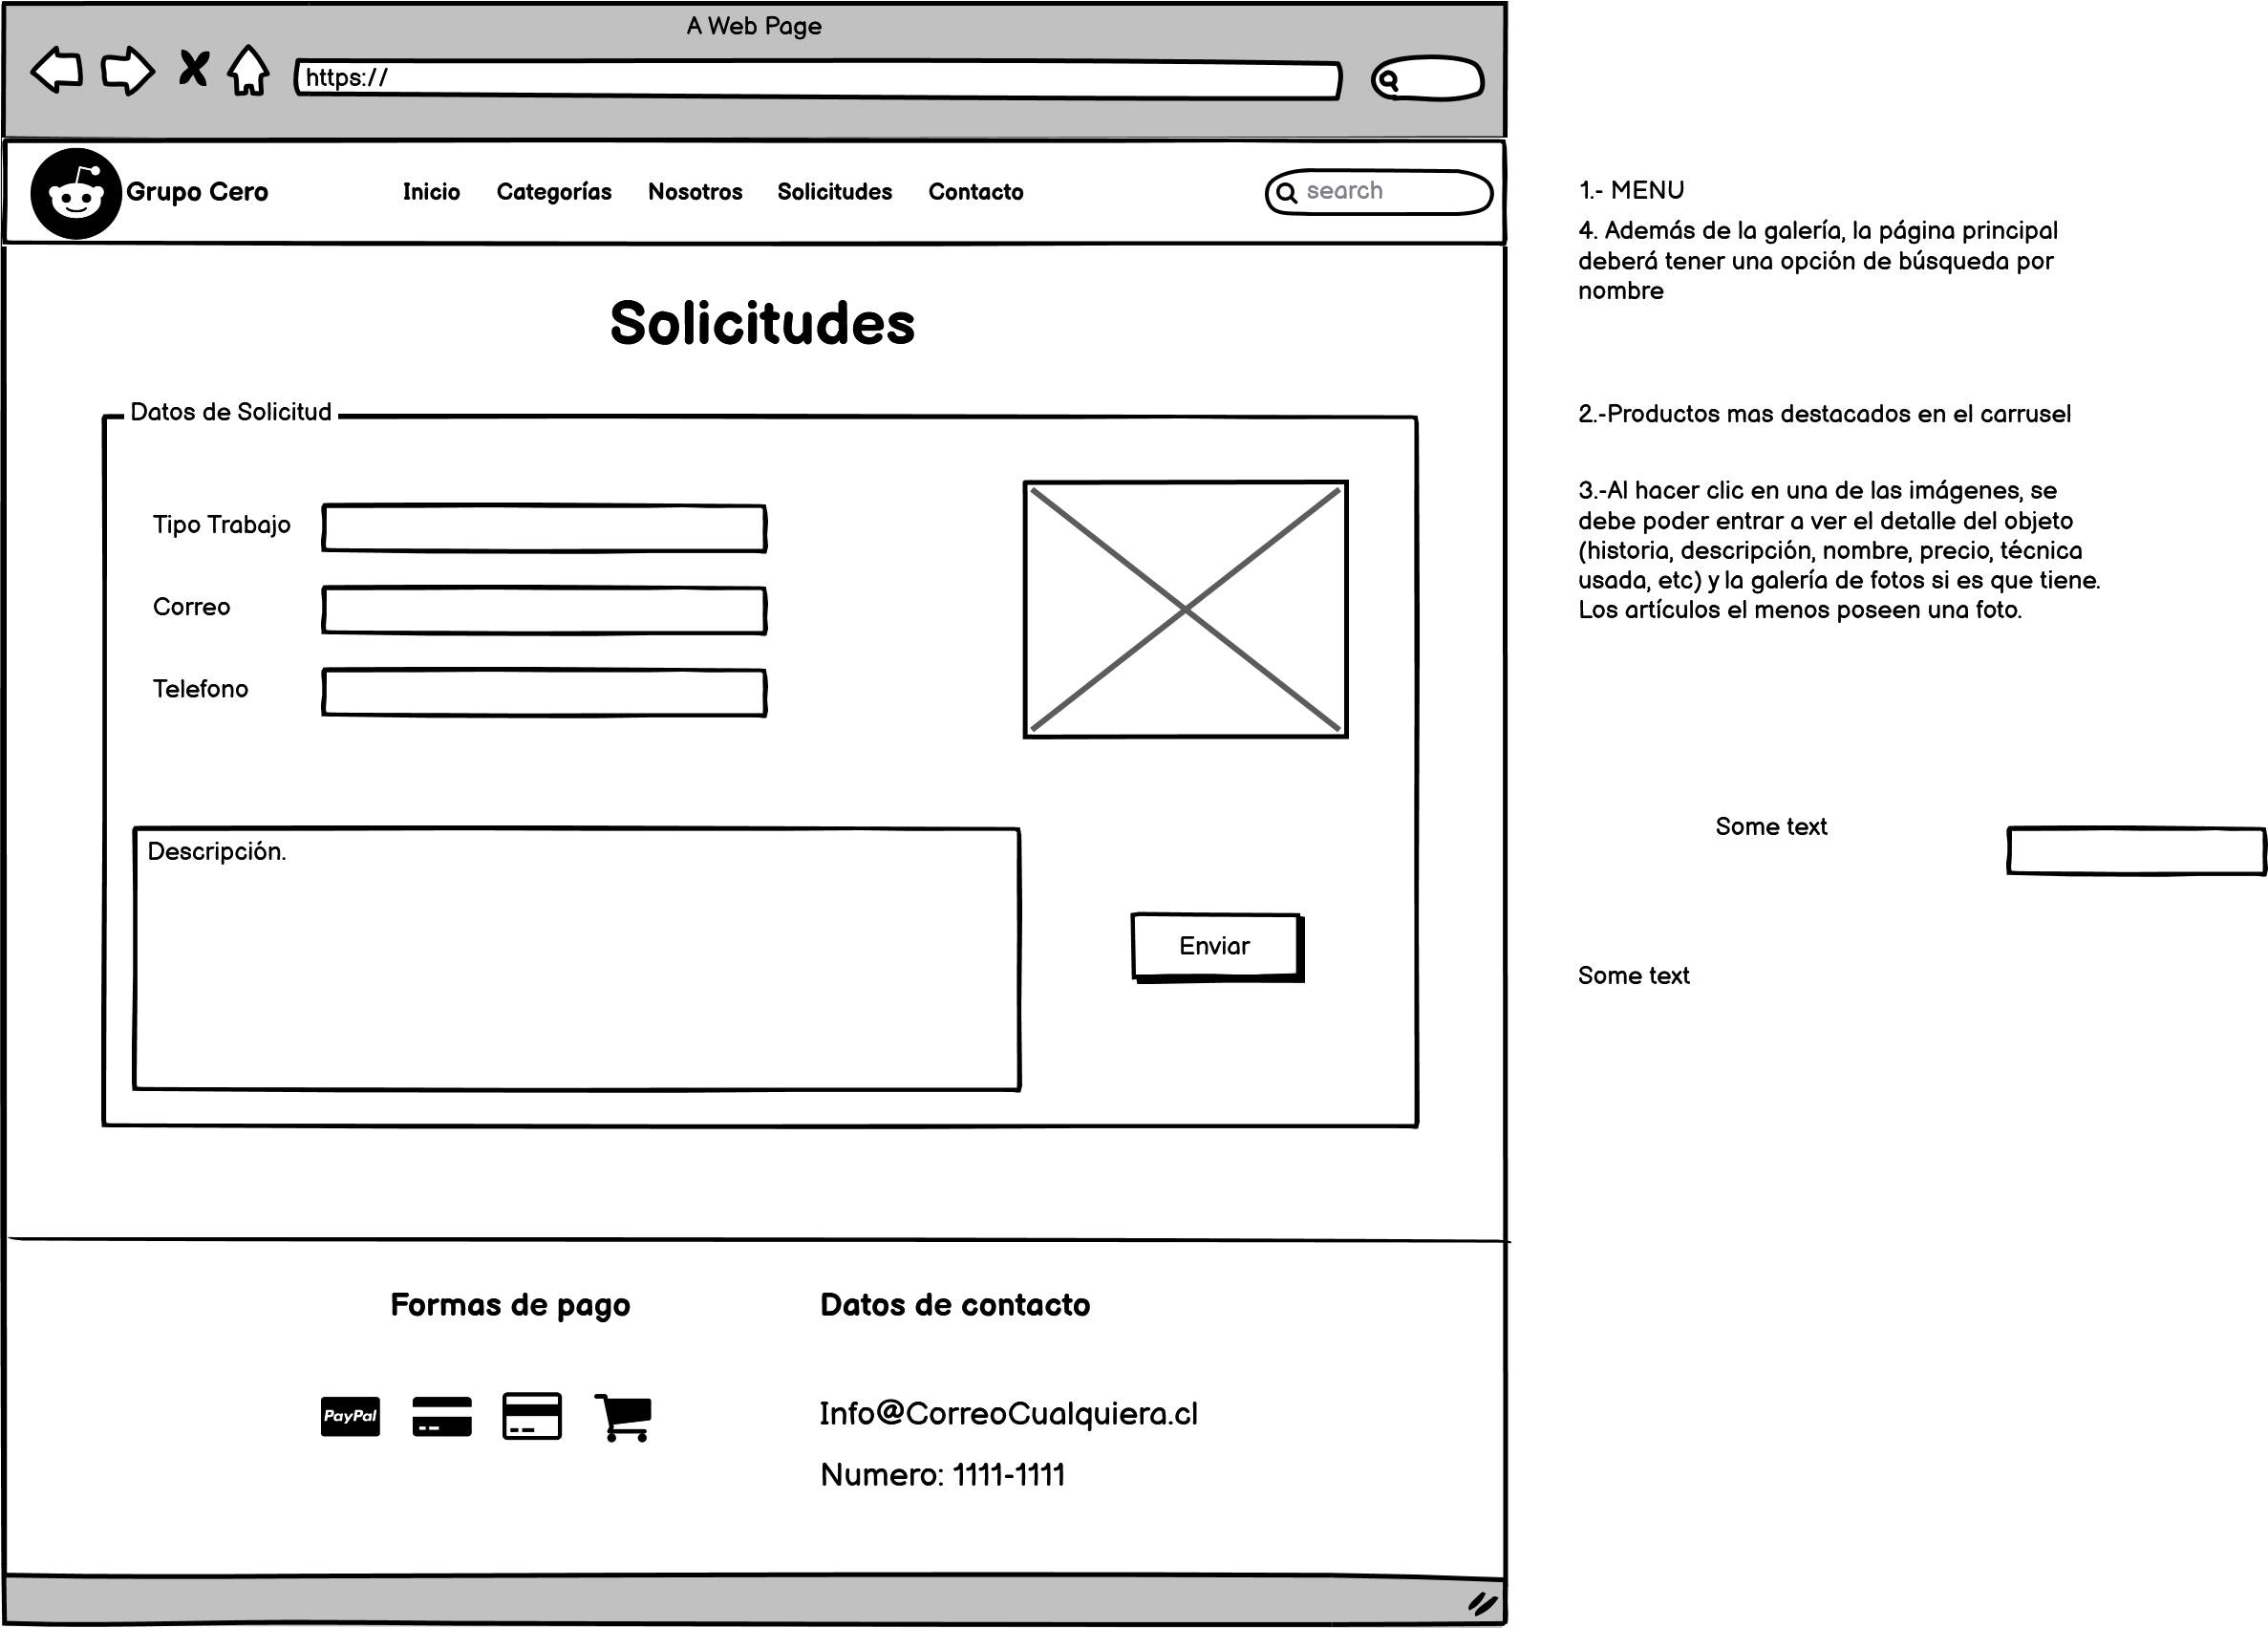 A Web Page
https://
Grupo Cero
Inicio
Categorías
Nosotros
Solicitudes
Contacto
search
Solicitudes
Datos de Solicitud
Tipo Trabajo
Correo
Telefono
Descripción.
Enviar
Formas de pago
PayPal
Datos de contacto
Info@CorreoCualquiera.cl
Numero: 1111-1111
1.- MENU
4. Además de la galería, la página principal
deberá tener una opción de búsqueda por
nombre
2.-Productos mas destacados en el carrusel
3.-Al hacer clic en una de las imágenes, se
debe poder entrar a ver el detalle del objeto
(historia, descripción, nombre, precio, técnica
usada, etc) y la galería de fotos si es que tiene.
Los artículos el menos poseen una foto.
Some text
Some text